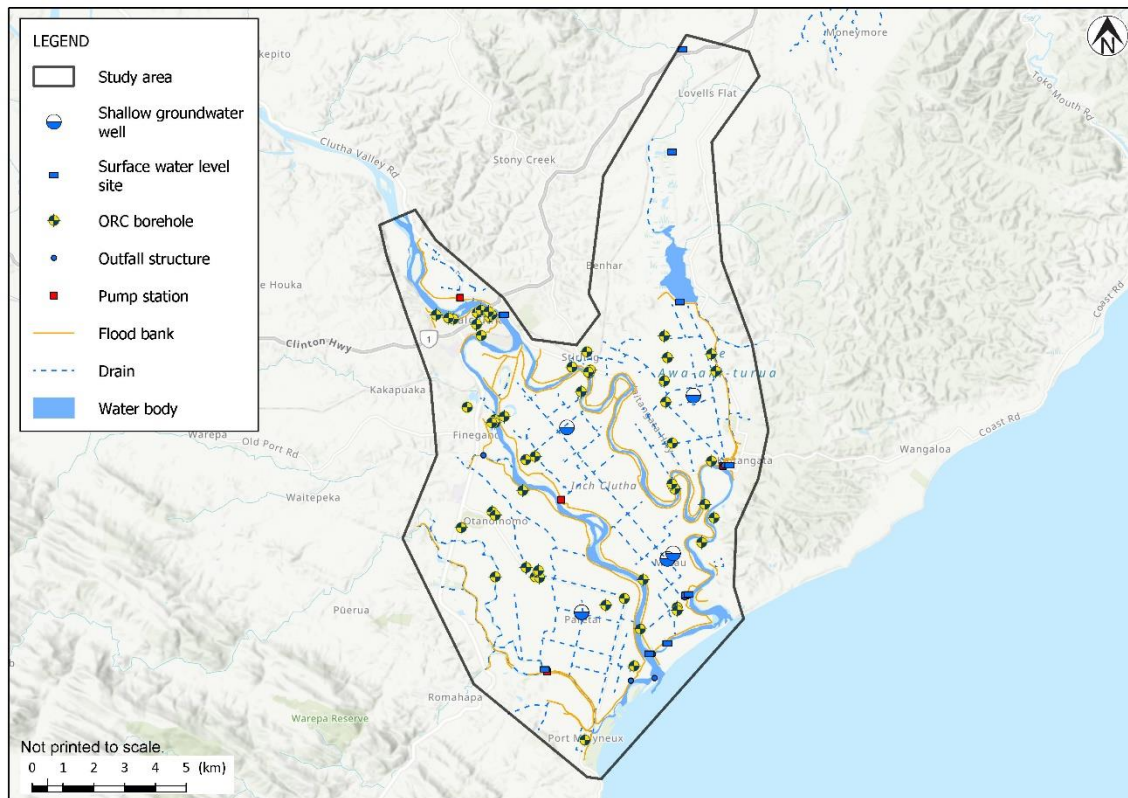 LEGEND
Study area
Shallow groundwater
well
Surface water level
site
ORC borehole
Outfall structure
Pump station
Flood bank
Drain
Water body
N
Moneymore
Lovells Flat
Toko Mouth Rd
Clutha Valley Rd
Stony Creek
Benhar
Clinton Hwy
1
Stirling
Awa-
-turua
Kakapuaka
Coast Rd
Coast Rd
Warepa
Old Port Rd
Finegand
Wangaloa
Waitepeka
Inch Clutha
Otanomomo
Pūerua
Paretai
Romahapa
Warepa Reserve
Port Molyneux
Not printed to scale.
0 1 2 3 4 5 (km)